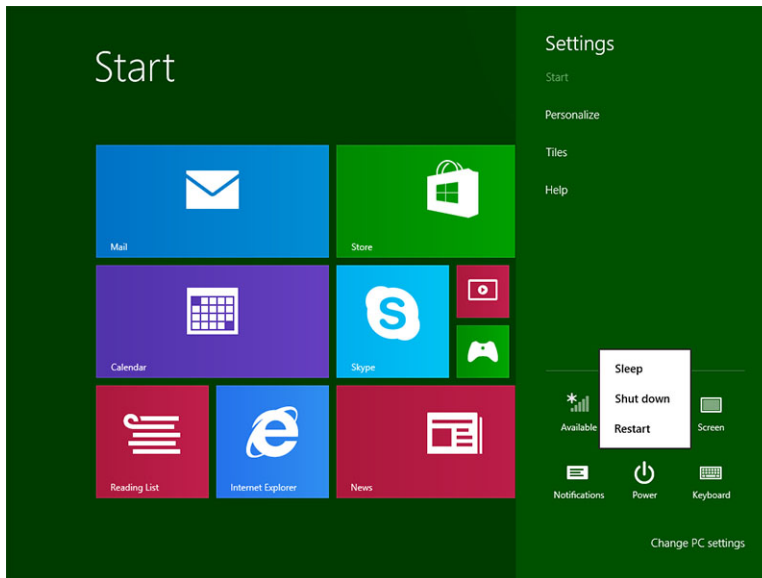 Start
Mail
Store
Calendar
Skype
Reading List
Internet Explorer
News
Settings
Start
Personalize
Tiles
Help
Sleep
Shut down
Restart
Available
Screen
Notifications
Power
Keyboard
Change PC settings